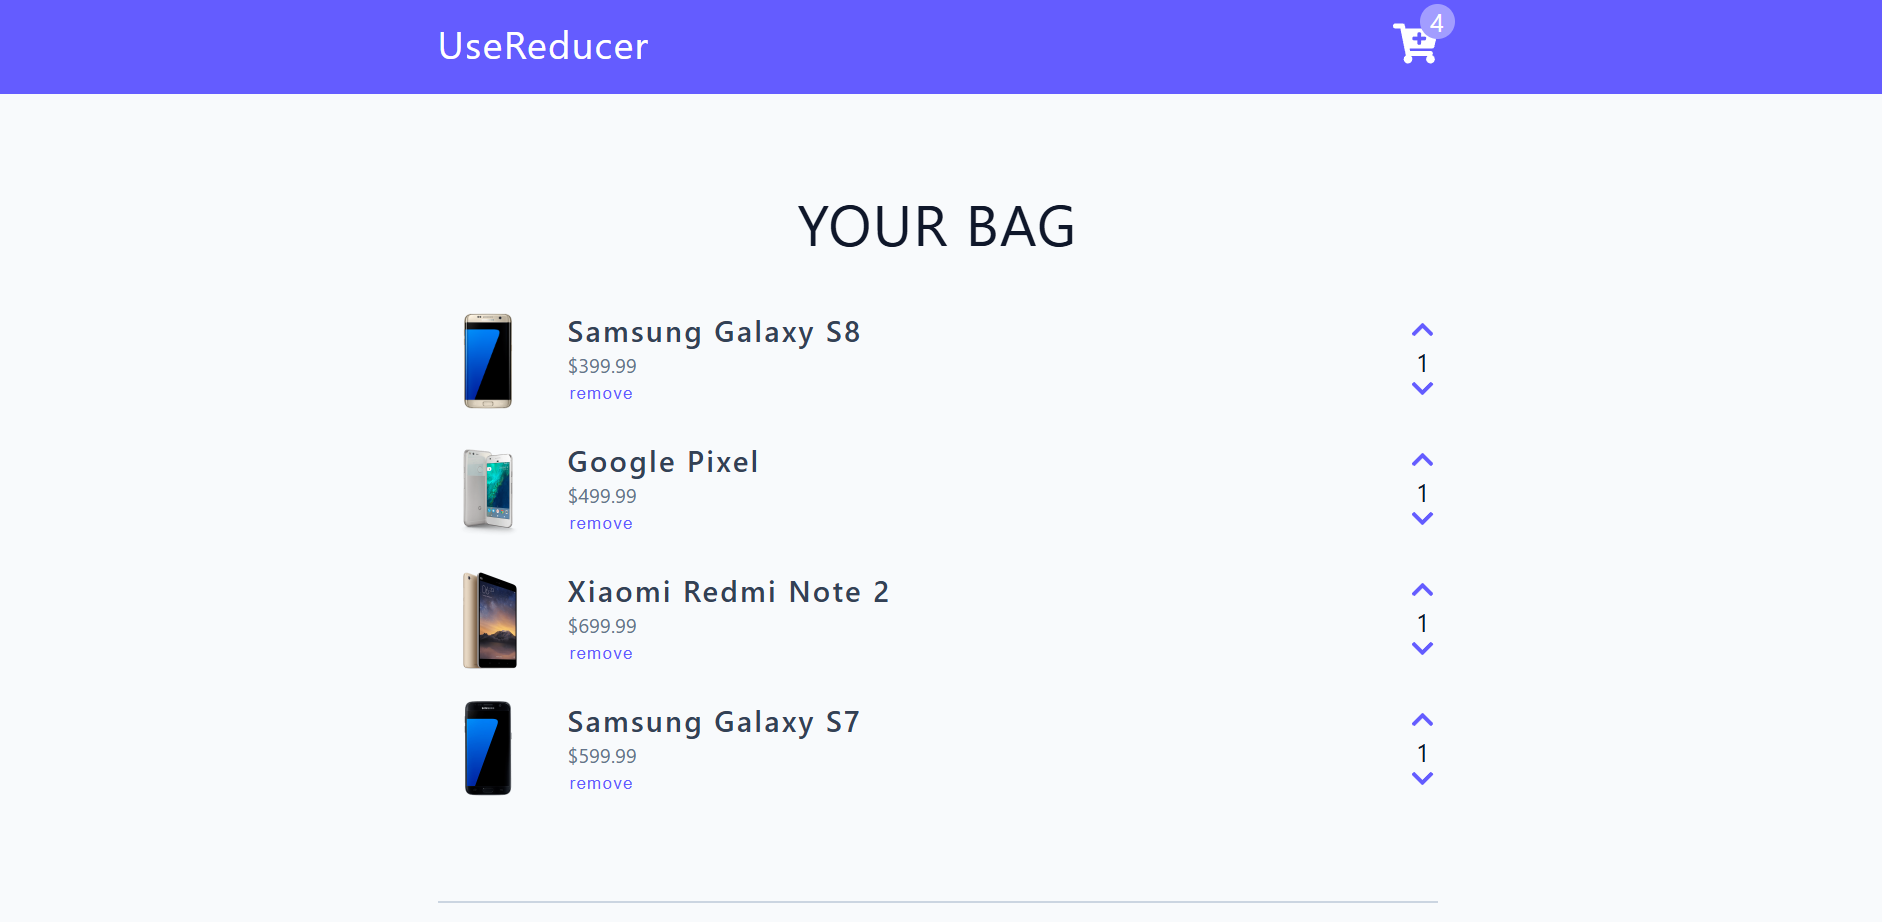 UseReducer
4
YOUR BAG
Samsung Galaxy S8
$399.99
remove
1
Google Pixel
$499.99
remove
1
Xiaomi Redmi Note 2
$699.99
remove
1
Samsung Galaxy S7
$599.99
remove
1